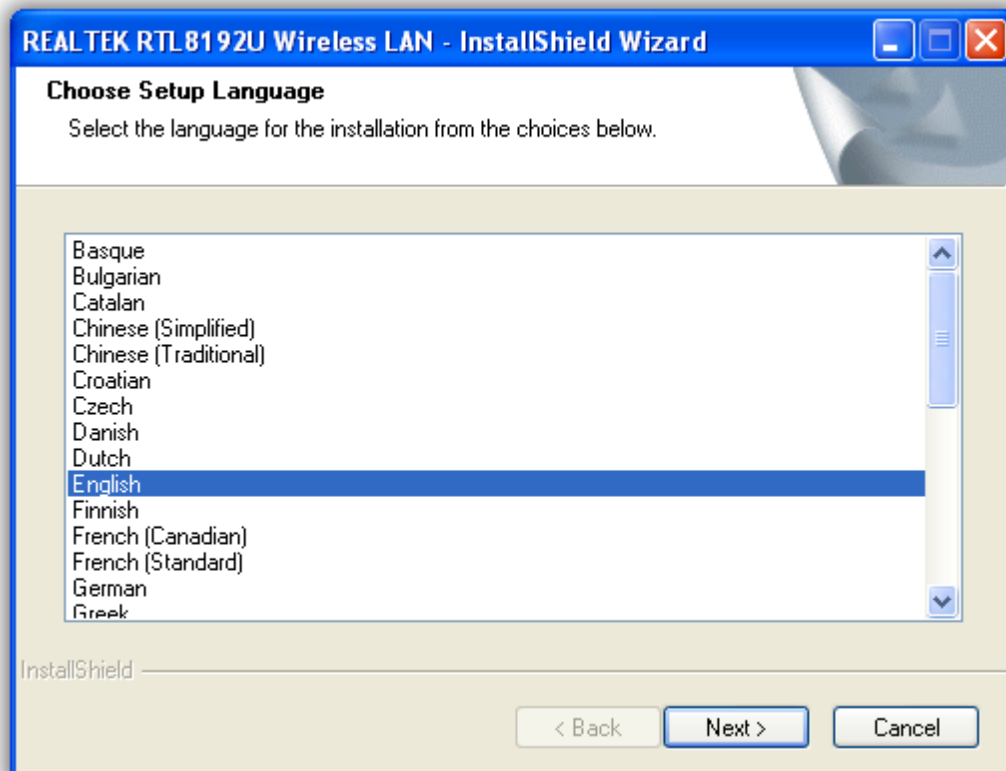 REALTEK RTL8192U Wireless LAN - InstallShield Wizard
Choose Setup Language
Select the language for the installation from the choices below.
Basque
Bulgarian
Catalan
Chinese (Simplified)
Chinese (Traditional)
Croatian
Czech
Danish
Dutch
English
Finnish
French (Canadian)
French (Standard)
German
Greek
InstallShield
< Back
Next >
Cancel